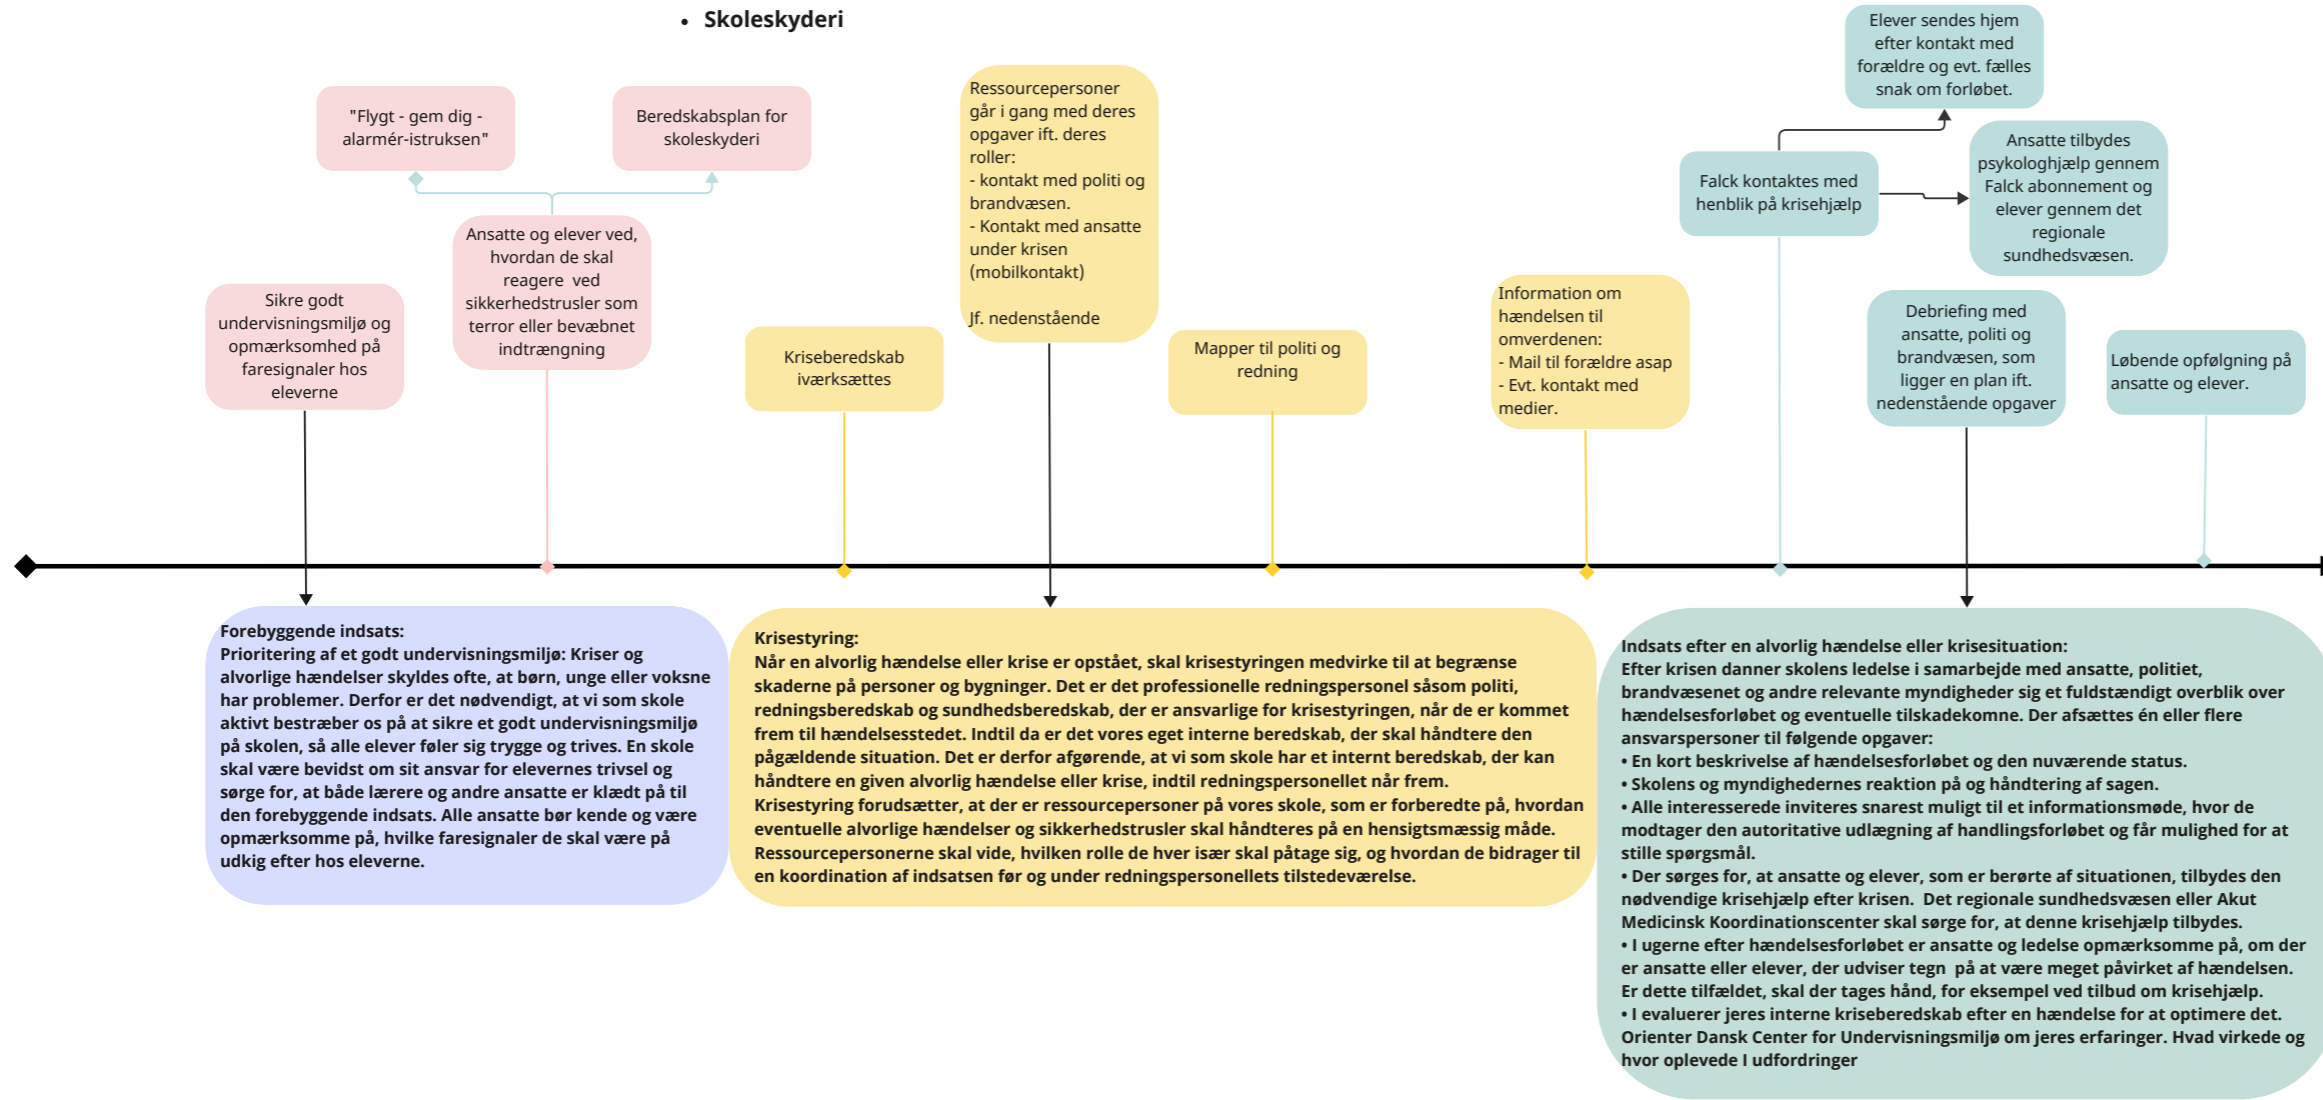 • Skoleskyderi
"Flygt - gem dig -
alarmér-istruksen"
Beredskabsplan for
skoleskyderi
Sikre godt
undervisningsmiljø og
opmærksomhed på
faresignaler hos
eleverne
Ansatte og elever ved,
hvordan de skal
reagere  ved
sikkerhedstrusler som
terror eller bevæbnet
indtrængning
Kriseberedskab
iværksættes
Ressourcepersoner
går i gang med deres
opgaver ift. deres
roller:
- kontakt med politi og
brandvæsen.
- Kontakt med ansatte
under krisen
(mobilkontakt)
Jf. nedenstående
Mapper til politi og
redning
Information om
hændelsen til
omverdenen:
- Mail til forældre asap
- Evt. kontakt med
medier.
Falck kontaktes med
henblik på krisehjælp
Elever sendes hjem
efter kontakt med
forældre og evt. fælles
snak om forløbet.
Ansatte tilbydes
psykologhjælp gennem
Falck abonnement og
elever gennem det
regionale
sundhedsvæsen.
Debriefing med
ansatte, politi og
brandvæsen, som
ligger en plan ift.
nedenstående opgaver
Løbende opfølgning på
ansatte og elever.
Forebyggende indsats:
Prioritering af et godt undervisningsmiljø: Kriser og
alvorlige hændelser skyldes ofte, at børn, unge eller voksne
har problemer. Derfor er det nødvendigt, at vi som skole
aktivt bestræber os på at sikre et godt undervisningsmiljø
på skolen, så alle elever føler sig trygge og trives. En skole
skal være bevidst om sit ansvar for elevernes trivsel og
sørge for, at både lærere og andre ansatte er klædt på til
den forebyggende indsats. Alle ansatte bør kende og være
opmærksomme på, hvilke faresignaler de skal være på
udkig efter hos eleverne.
Krisestyring:
Når en alvorlig hændelse eller krise er opstået, skal krisestyringen medvirke til at begrænse
skaderne på personer og bygninger. Det er det professionelle redningspersonel såsom politi,
redningsberedskab og sundhedsberedskab, der er ansvarlige for krisestyringen, når de er kommet
frem til hændelsesstedet. Indtil da er det vores eget interne beredskab, der skal håndtere den
pågældende situation. Det er derfor afgørende, at vi som skole har et internt beredskab, der kan
håndtere en given alvorlig hændelse eller krise, indtil redningspersonellet når frem.
Krisestyring forudsætter, at der er ressourcepersoner på vores skole, som er forberedte på, hvordan
eventuelle alvorlige hændelser og sikkerhedstrusler skal håndteres på en hensigtsmæssig måde.
Ressourcepersonerne skal vide, hvilken rolle de hver især skal påtage sig, og hvordan de bidrager til
en koordination af indsatsen før og under redningspersonellets tilstedeværelse.
Indsats efter en alvorlig hændelse eller krisesituation:
Efter krisen danner skolens ledelse i samarbejde med ansatte, politiet,
brandvæsenet og andre relevante myndigheder sig et fuldstændigt overblik over
hændelsesforløbet og eventuelle tilskadekomne. Der afsættes én eller flere
ansvarspersoner til følgende opgaver:
• En kort beskrivelse af hændelsesforløbet og den nuværende status.
• Skolens og myndighedernes reaktion på og håndtering af sagen.
• Alle interesserede inviteres snarest muligt til et informationsmøde, hvor de
modtager den autoritative udlægning af handlingsforløbet og får mulighed for at
stille spørgsmål.
• Der sørges for, at ansatte og elever, som er berørte af situationen, tilbydes den
nødvendige krisehjælp efter krisen.  Det regionale sundhedsvæsen eller Akut
Medicinsk Koordinationscenter skal sørge for, at denne krisehjælp tilbydes.
• I ugerne efter hændelsesforløbet er ansatte og ledelse opmærksomme på, om der
er ansatte eller elever, der udviser tegn  på at være meget påvirket af hændelsen.
Er dette tilfældet, skal der tages hånd, for eksempel ved tilbud om krisehjælp.
• I evaluerer jeres interne kriseberedskab efter en hændelse for at optimere det.
Orienter Dansk Center for Undervisningsmiljø om jeres erfaringer. Hvad virkede og
hvor oplevede I udfordringer